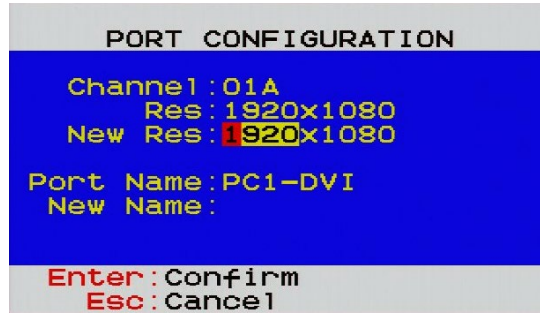 PORT CONFIGURATION
Channel:01A
Res:1920x1080
New Res:1920x1080
Port Name:PC1-DVI
New Name:
Enter:Confirm
Esc:Cancel